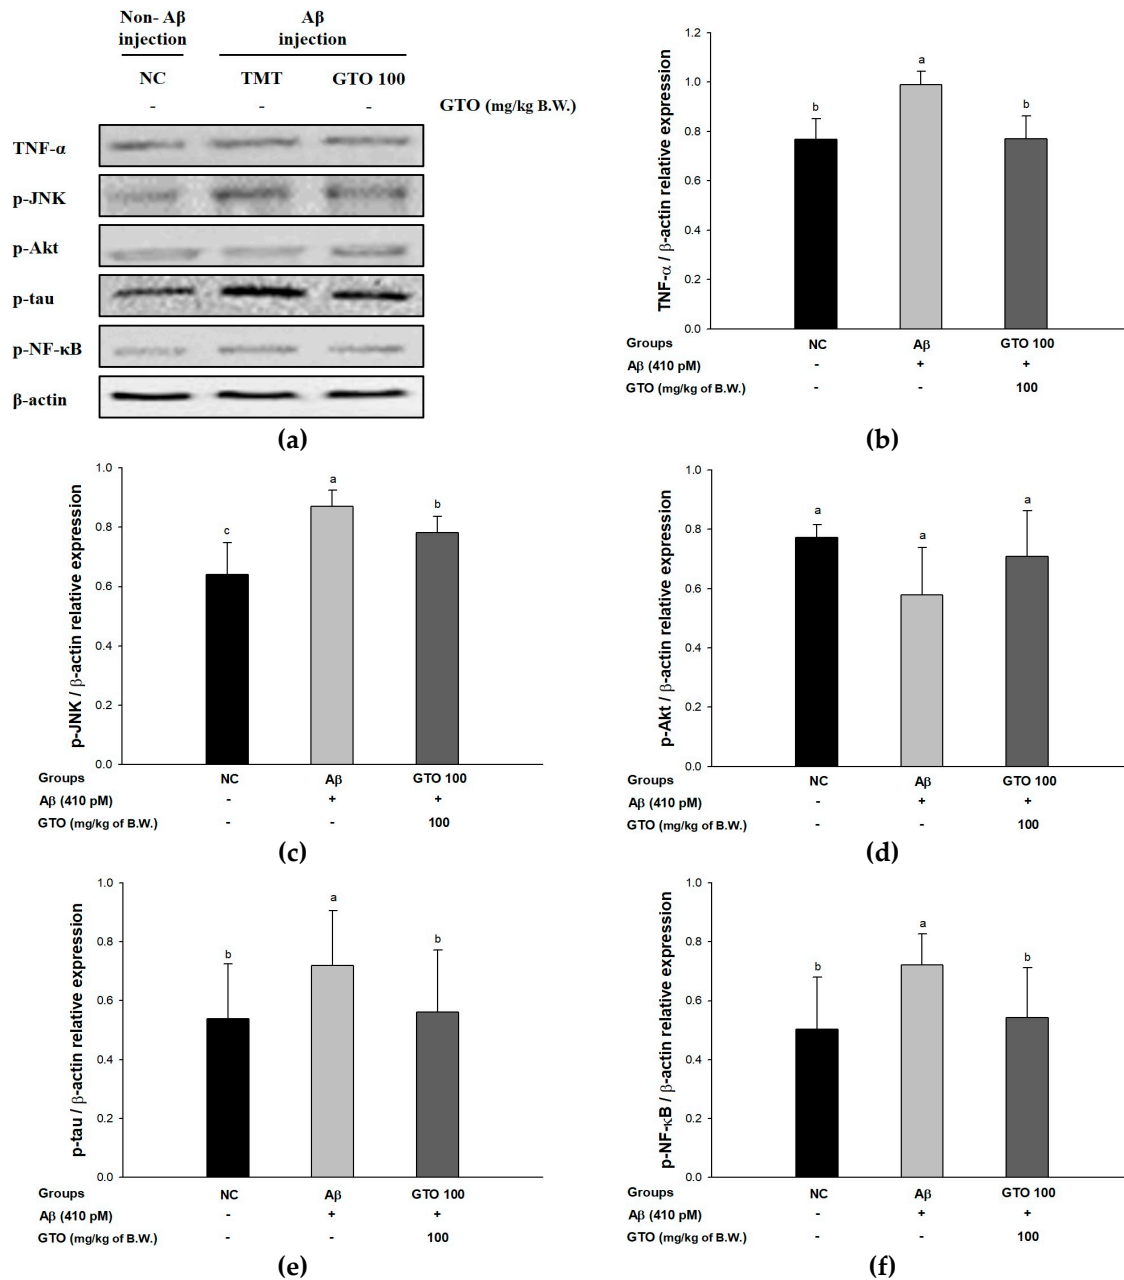 Non- Aβ
injection
Aβ
injection
NC TMT GTO 100
- - - GTO (mg/kg B.W.)
TNF-α
p-JNK
p-Akt
p-tau
p-NF-κB
β-actin
(a)
TNF-α / β-actin relative expression
1.2
1.0
0.8
0.6
0.4
0.2
0.0
b a b
Groups NC Aβ GTO 100
Aβ (410 pM) - + +
GTO (mg/kg of B.W.) - - 100
(b)
p-JNK / β-actin relative expression
1.0
0.8
0.6
0.4
0.2
0.0
c a b
Groups NC Aβ GTO 100
Aβ (410 pM) - + +
GTO (mg/kg of B.W.) - - 100
(c)
p-Akt / β-actin relative expression
1.0
0.8
0.6
0.4
0.2
0.0
a a a
Groups NC Aβ GTO 100
Aβ (410 pM) - + +
GTO (mg/kg of B.W.) - - 100
(d)
p-tau / β-actin relative expression
1.0
0.8
0.6
0.4
0.2
0.0
b a b
Groups NC Aβ GTO 100
Aβ (410 pM) - + +
GTO (mg/kg of B.W.) - - 100
(e)
p-NF-κB / β-actin relative expression
1.0
0.8
0.6
0.4
0.2
0.0
b a b
Groups NC Aβ GTO 100
Aβ (410 pM) - + +
GTO (mg/kg of B.W.) - - 100
(f)